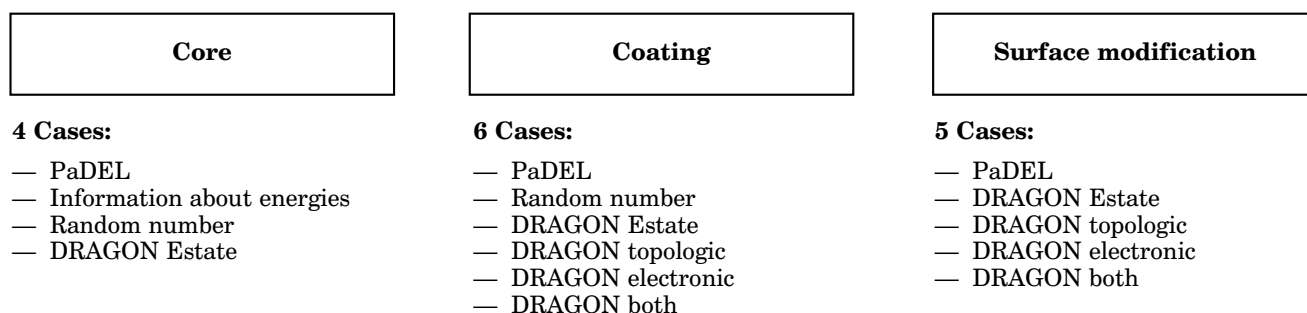 Core
4 Cases:
— PaDEL
— Information about energies
— Random number
— DRAGON Estate
Coating
6 Cases:
— PaDEL
— Random number
— DRAGON Estate
— DRAGON topologic
— DRAGON electronic
— DRAGON both
Surface modification
5 Cases:
— PaDEL
— DRAGON Estate
— DRAGON topologic
— DRAGON electronic
— DRAGON both